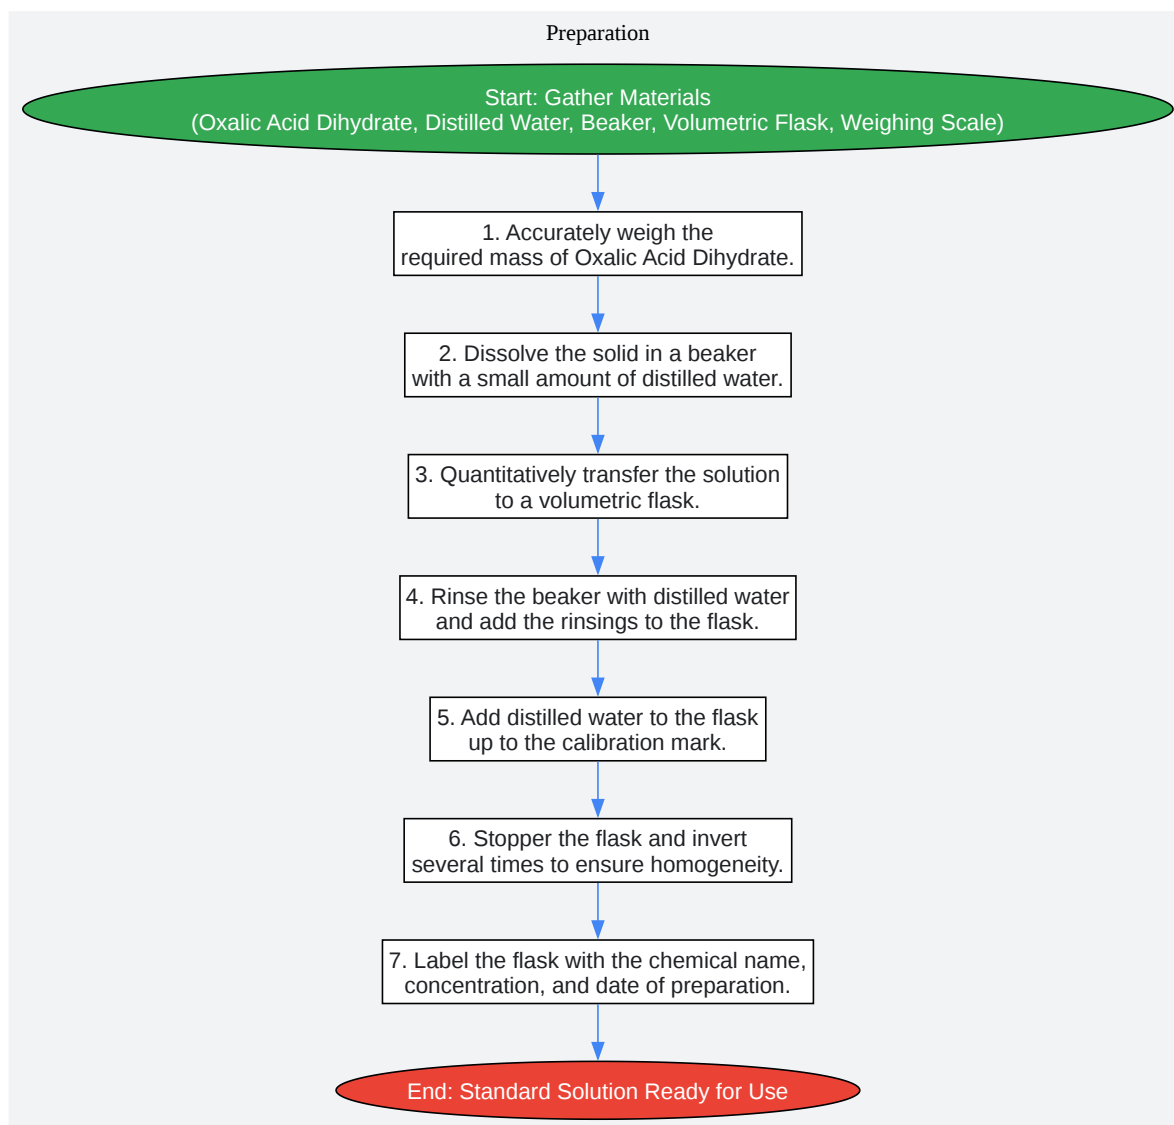 Preparation
Start: Gather Materials
(Oxalic Acid Dihydrate, Distilled Water, Beaker, Volumetric Flask, Weighing Scale)
1. Accurately weigh the
required mass of Oxalic Acid Dihydrate.
2. Dissolve the solid in a beaker
with a small amount of distilled water.
3. Quantitatively transfer the solution
to a volumetric flask.
4. Rinse the beaker with distilled water
and add the rinsings to the flask.
5. Add distilled water to the flask
up to the calibration mark.
6. Stopper the flask and invert
several times to ensure homogeneity.
7. Label the flask with the chemical name,
concentration, and date of preparation.
End: Standard Solution Ready for Use